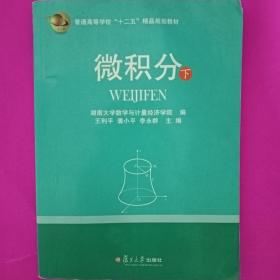 普通高等学校"十二五"精品规划教材
微积分 下
WEIJIFEN
湖南大学数学与计量经济学院 编
王利平 董小平 李永群 主编
复旦大学出版社